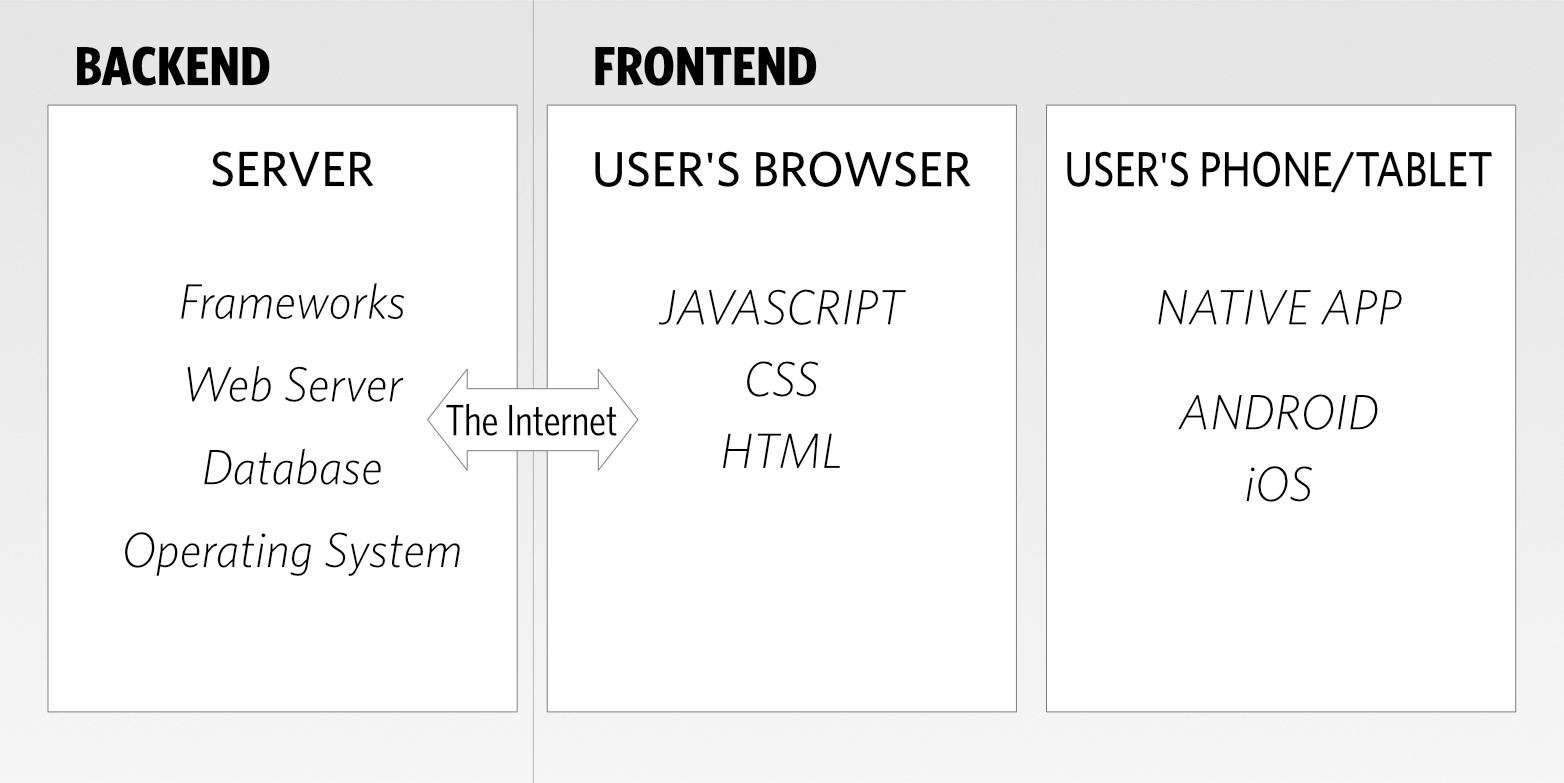 BACKEND
FRONTEND
SERVER
Frameworks
Web Server
Database
Operating System
The Internet
USER'S BROWSER
JAVASCRIPT
CSS
HTML
USER'S PHONE/TABLET
NATIVE APP
ANDROID
iOS